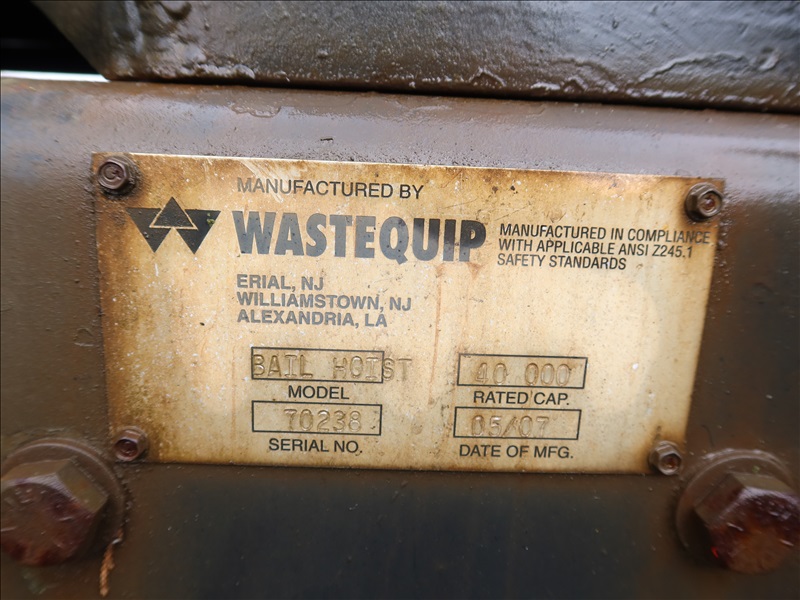 MANUFACTURED BY
WASTEQUIP
MANUFACTURED IN COMPLIANCE
WITH APPLICABLE ANSI Z245.1
SAFETY STANDARDS
ERIAL, NJ
WILLIAMSTOWN, NJ
ALEXANDRIA, LA
BAIL HOIST
MODEL
40 000
RATED CAP.
70238
SERIAL NO.
05/07
DATE OF MFG.